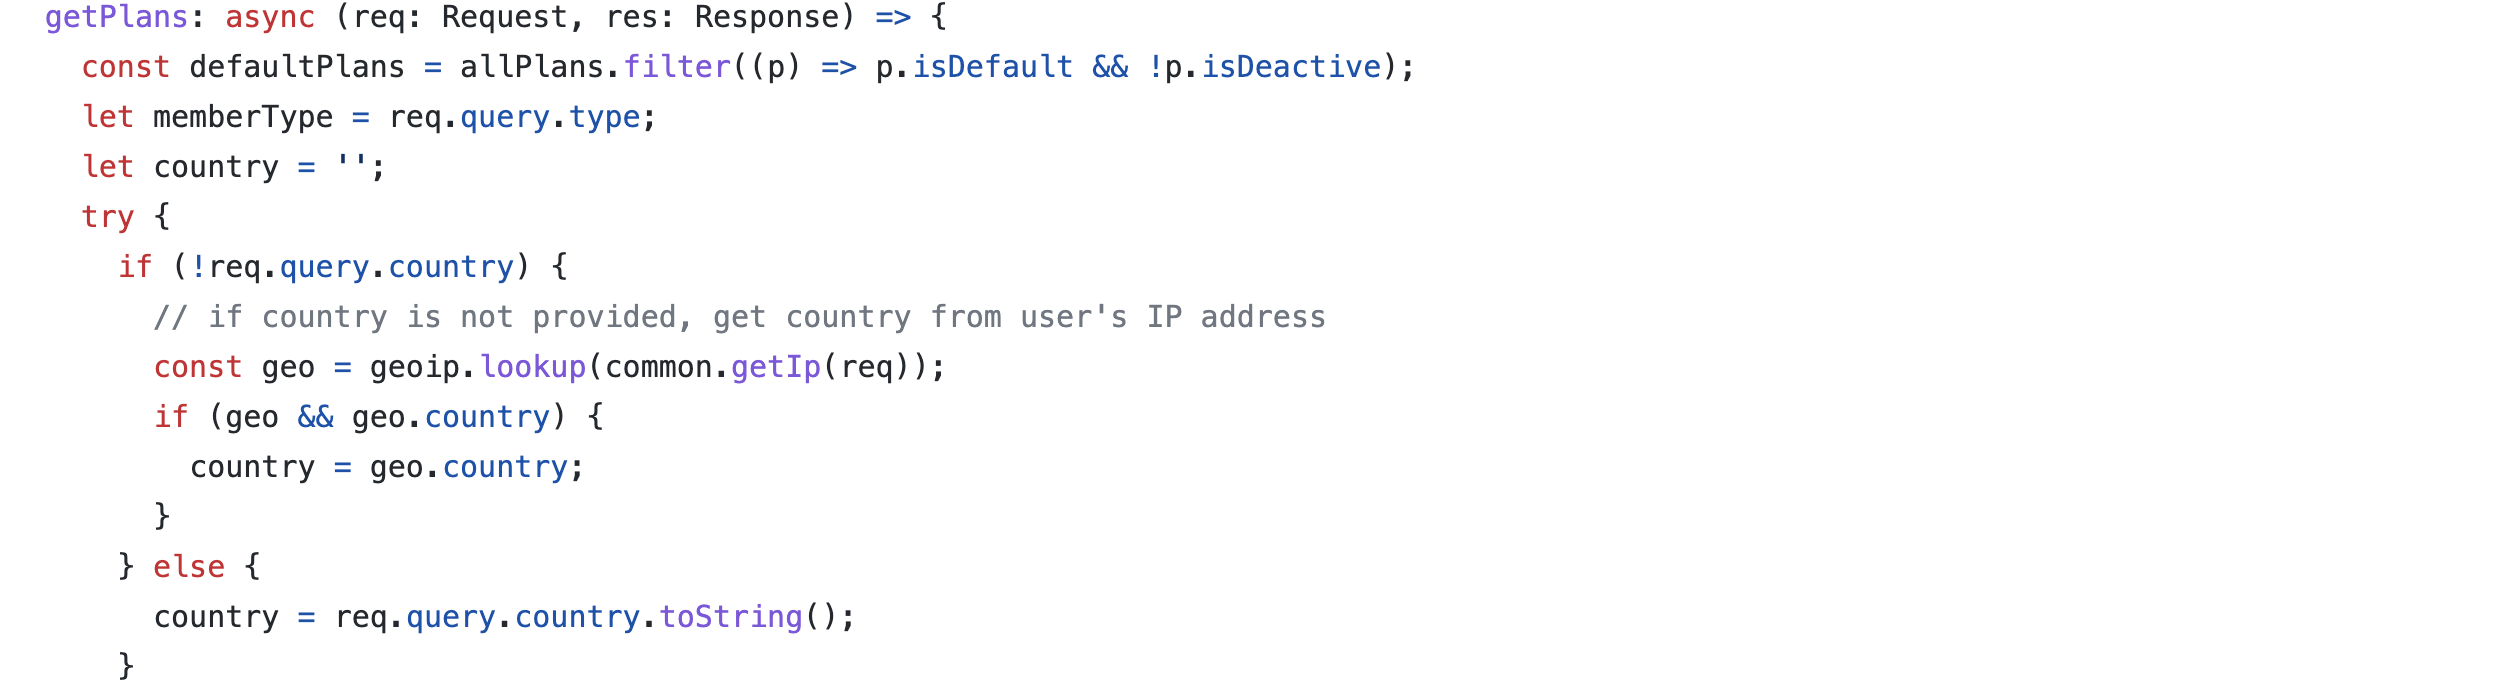 getPlans: async (req: Request, res: Response) => {
const defaultPlans = allPlans.filter((p) => p.isDefault && !p.isDeactive);
let memberType = req.query.type;
let country = '';
try {
if (!req.query.country) {
// if country is not provided, get country from user's IP address
const geo = geoip.lookup(common.getIp(req));
if (geo && geo.country) {
country = geo.country;
}
} else {
country = req.query.country.toString();
}